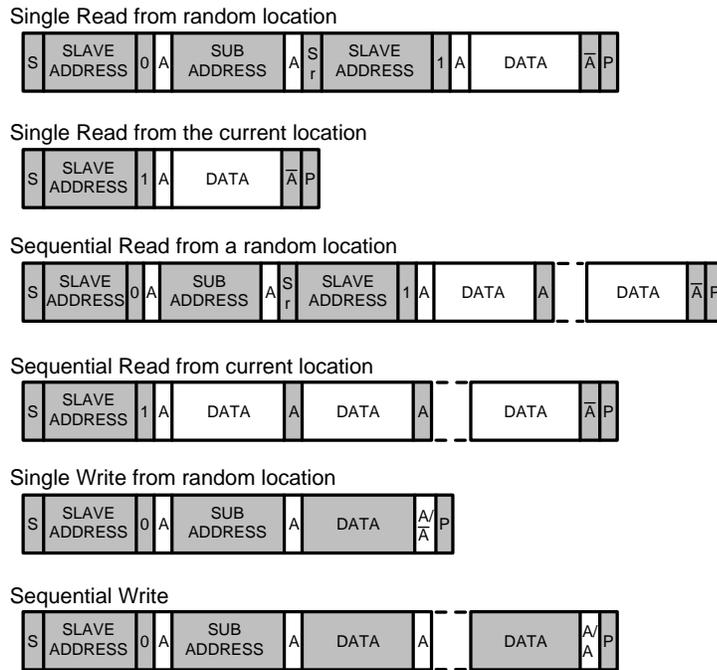 Single Read from random location
S SLAVE ADDRESS 0 A SUB ADDRESS A Sr SLAVE ADDRESS 1 A DATA A̅ P
Single Read from the current location
S SLAVE ADDRESS 1 A DATA A̅ P
Sequential Read from a random location
S SLAVE ADDRESS 0 A SUB ADDRESS A Sr SLAVE ADDRESS 1 A DATA A DATA A̅ P
Sequential Read from current location
S SLAVE ADDRESS 1 A DATA A DATA A DATA A̅ P
Single Write from random location
S SLAVE ADDRESS 0 A SUB ADDRESS A DATA A/A̅ P
Sequential Write
S SLAVE ADDRESS 0 A SUB ADDRESS A DATA A DATA A/A P